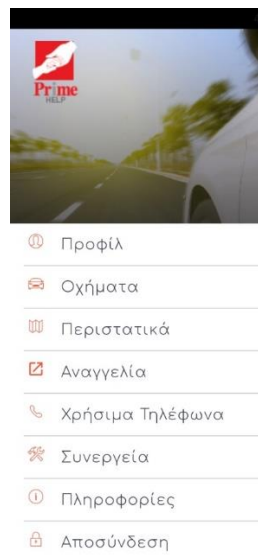 Prime
HELP
Προφίλ
Οχήματα
Περιστατικά
Αναγγελία
Χρήσιμα Τηλέφωνα
Συνεργεία
Πληροφορίες
Αποσύνδεση